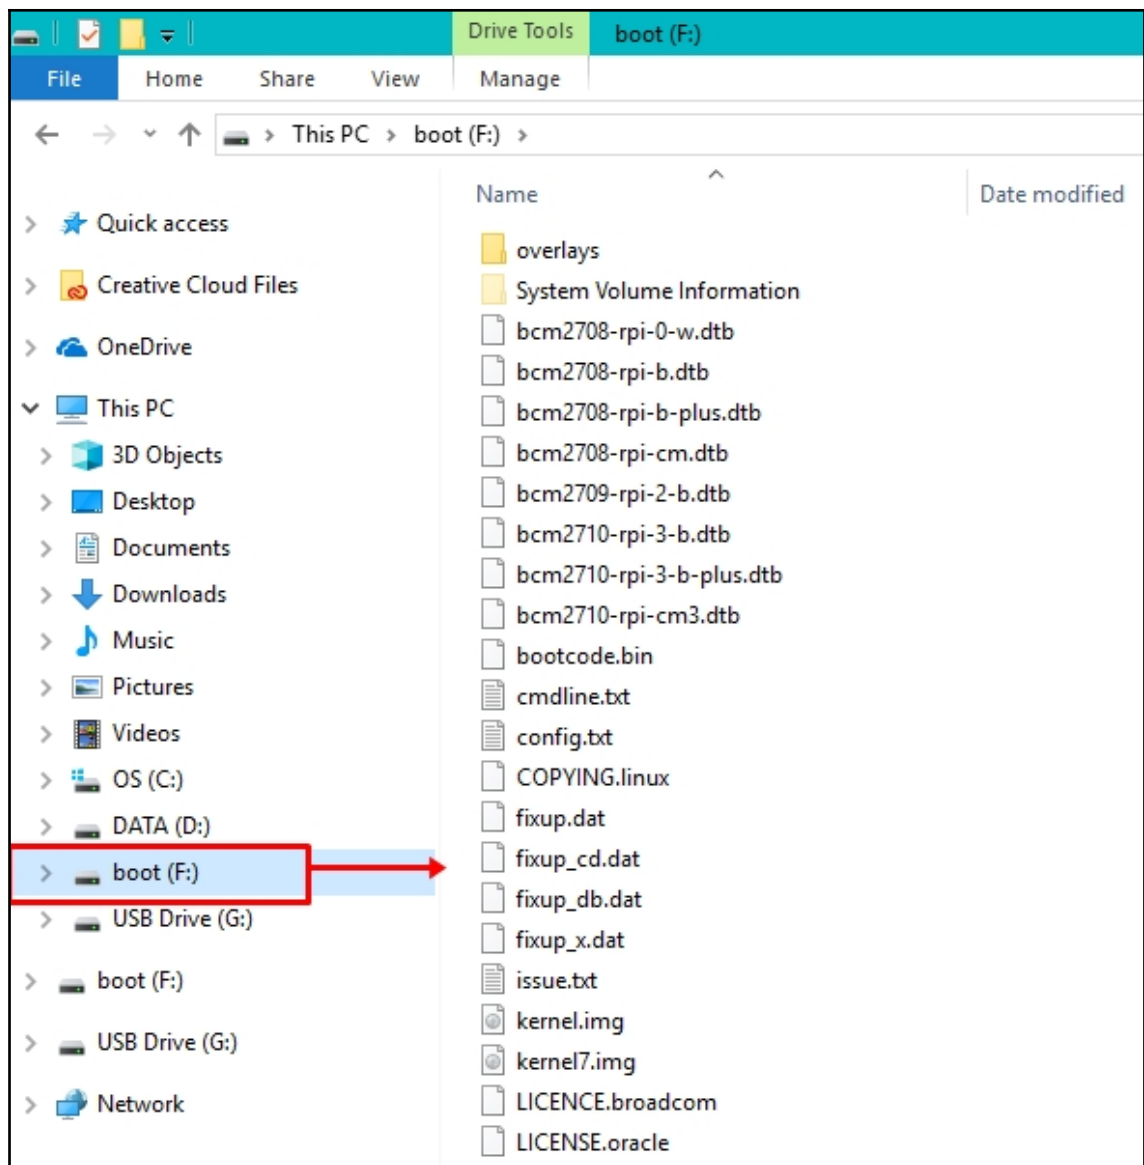 Drive Tools
boot (F:)
File
Home
Share
View
Manage
This PC
boot (F:)
Name
Date modified
Quick access
Creative Cloud Files
OneDrive
This PC
3D Objects
Desktop
Documents
Downloads
Music
Pictures
Videos
OS (C:)
DATA (D:)
boot (F:)
USB Drive (G:)
boot (F:)
USB Drive (G:)
Network
overlays
System Volume Information
bcm2708-rpi-0-w.dtb
bcm2708-rpi-b.dtb
bcm2708-rpi-b-plus.dtb
bcm2708-rpi-cm.dtb
bcm2709-rpi-2-b.dtb
bcm2710-rpi-3-b.dtb
bcm2710-rpi-3-b-plus.dtb
bcm2710-rpi-cm3.dtb
bootcode.bin
cmdline.txt
config.txt
COPYING.linux
fixup.dat
fixup_cd.dat
fixup_db.dat
fixup_x.dat
issue.txt
kernel.img
kernel7.img
LICENCE.broadcom
LICENSE.oracle